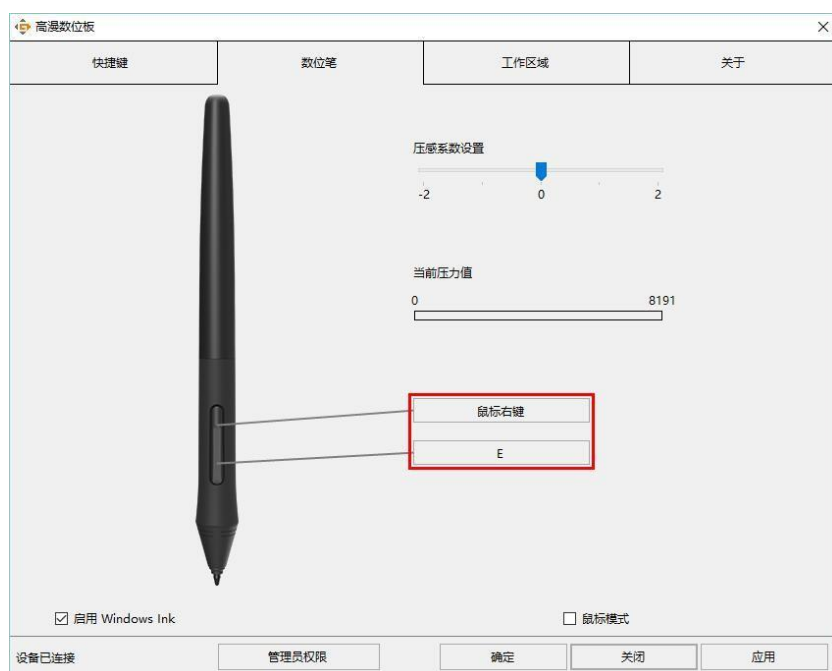 高漫数位板
快捷键 数位笔 工作区域 关于
压感系数设置
-2 0 2
当前压力值
0 8191
鼠标右键
E
启用 Windows Ink 鼠标模式
设备已连接 管理员权限 确定 关闭 应用